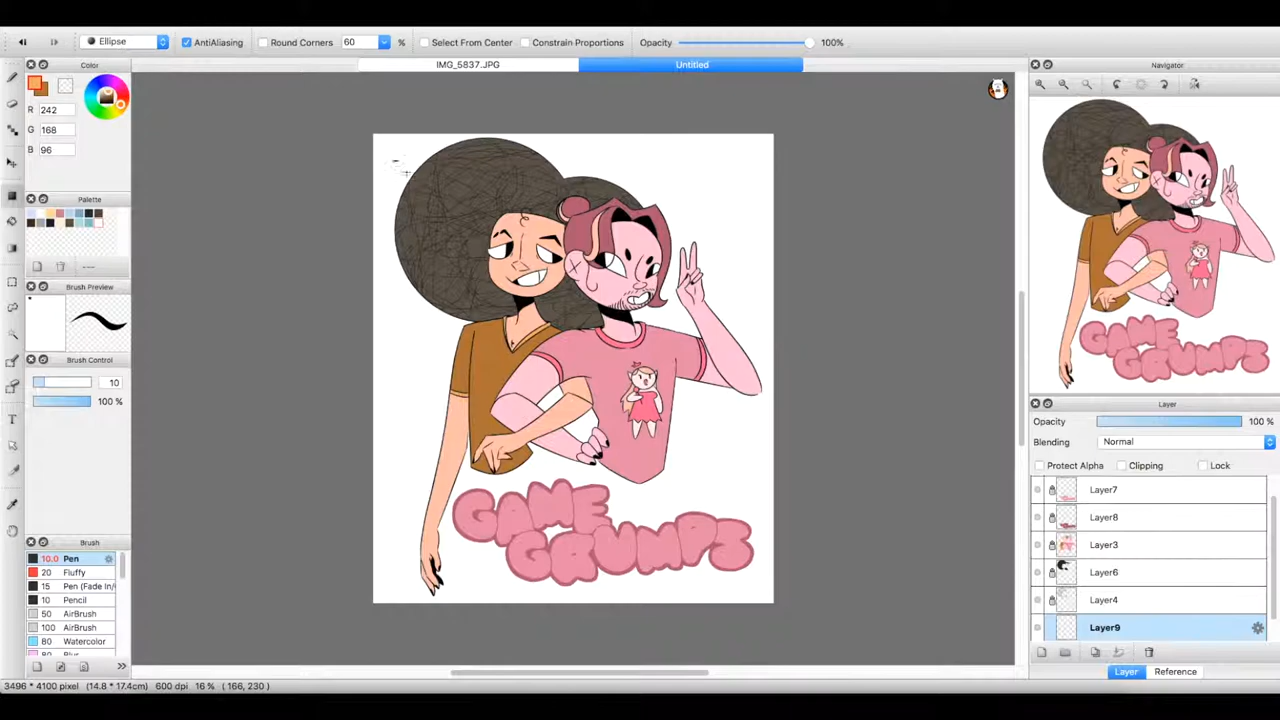 Ellipse AntiAliasing Round Corners 60 % Select From Center Constrain Proportions Opacity 100%
Color IMG_5837.JPG Untitled Navigator
R 242
G 168
B 96
Palette
---
Brush Preview
Brush Control
10
100 %
GAME
GRUMPS
Brush
10.0 Pen
20 Fluffy
15 Pen (Fade In/
10 Pencil
50 AirBrush
100 AirBrush
80 Watercolor
80 Blur
Layer
Opacity 100 %
Blending Normal
Protect Alpha Clipping Lock
Layer7
Layer8
Layer3
Layer6
Layer4
Layer9
Layer Reference
3496 * 4100 pixel (14.8 * 17.4cm) 600 dpi 16 % ( 166, 230 )
GAME
GRUMPS